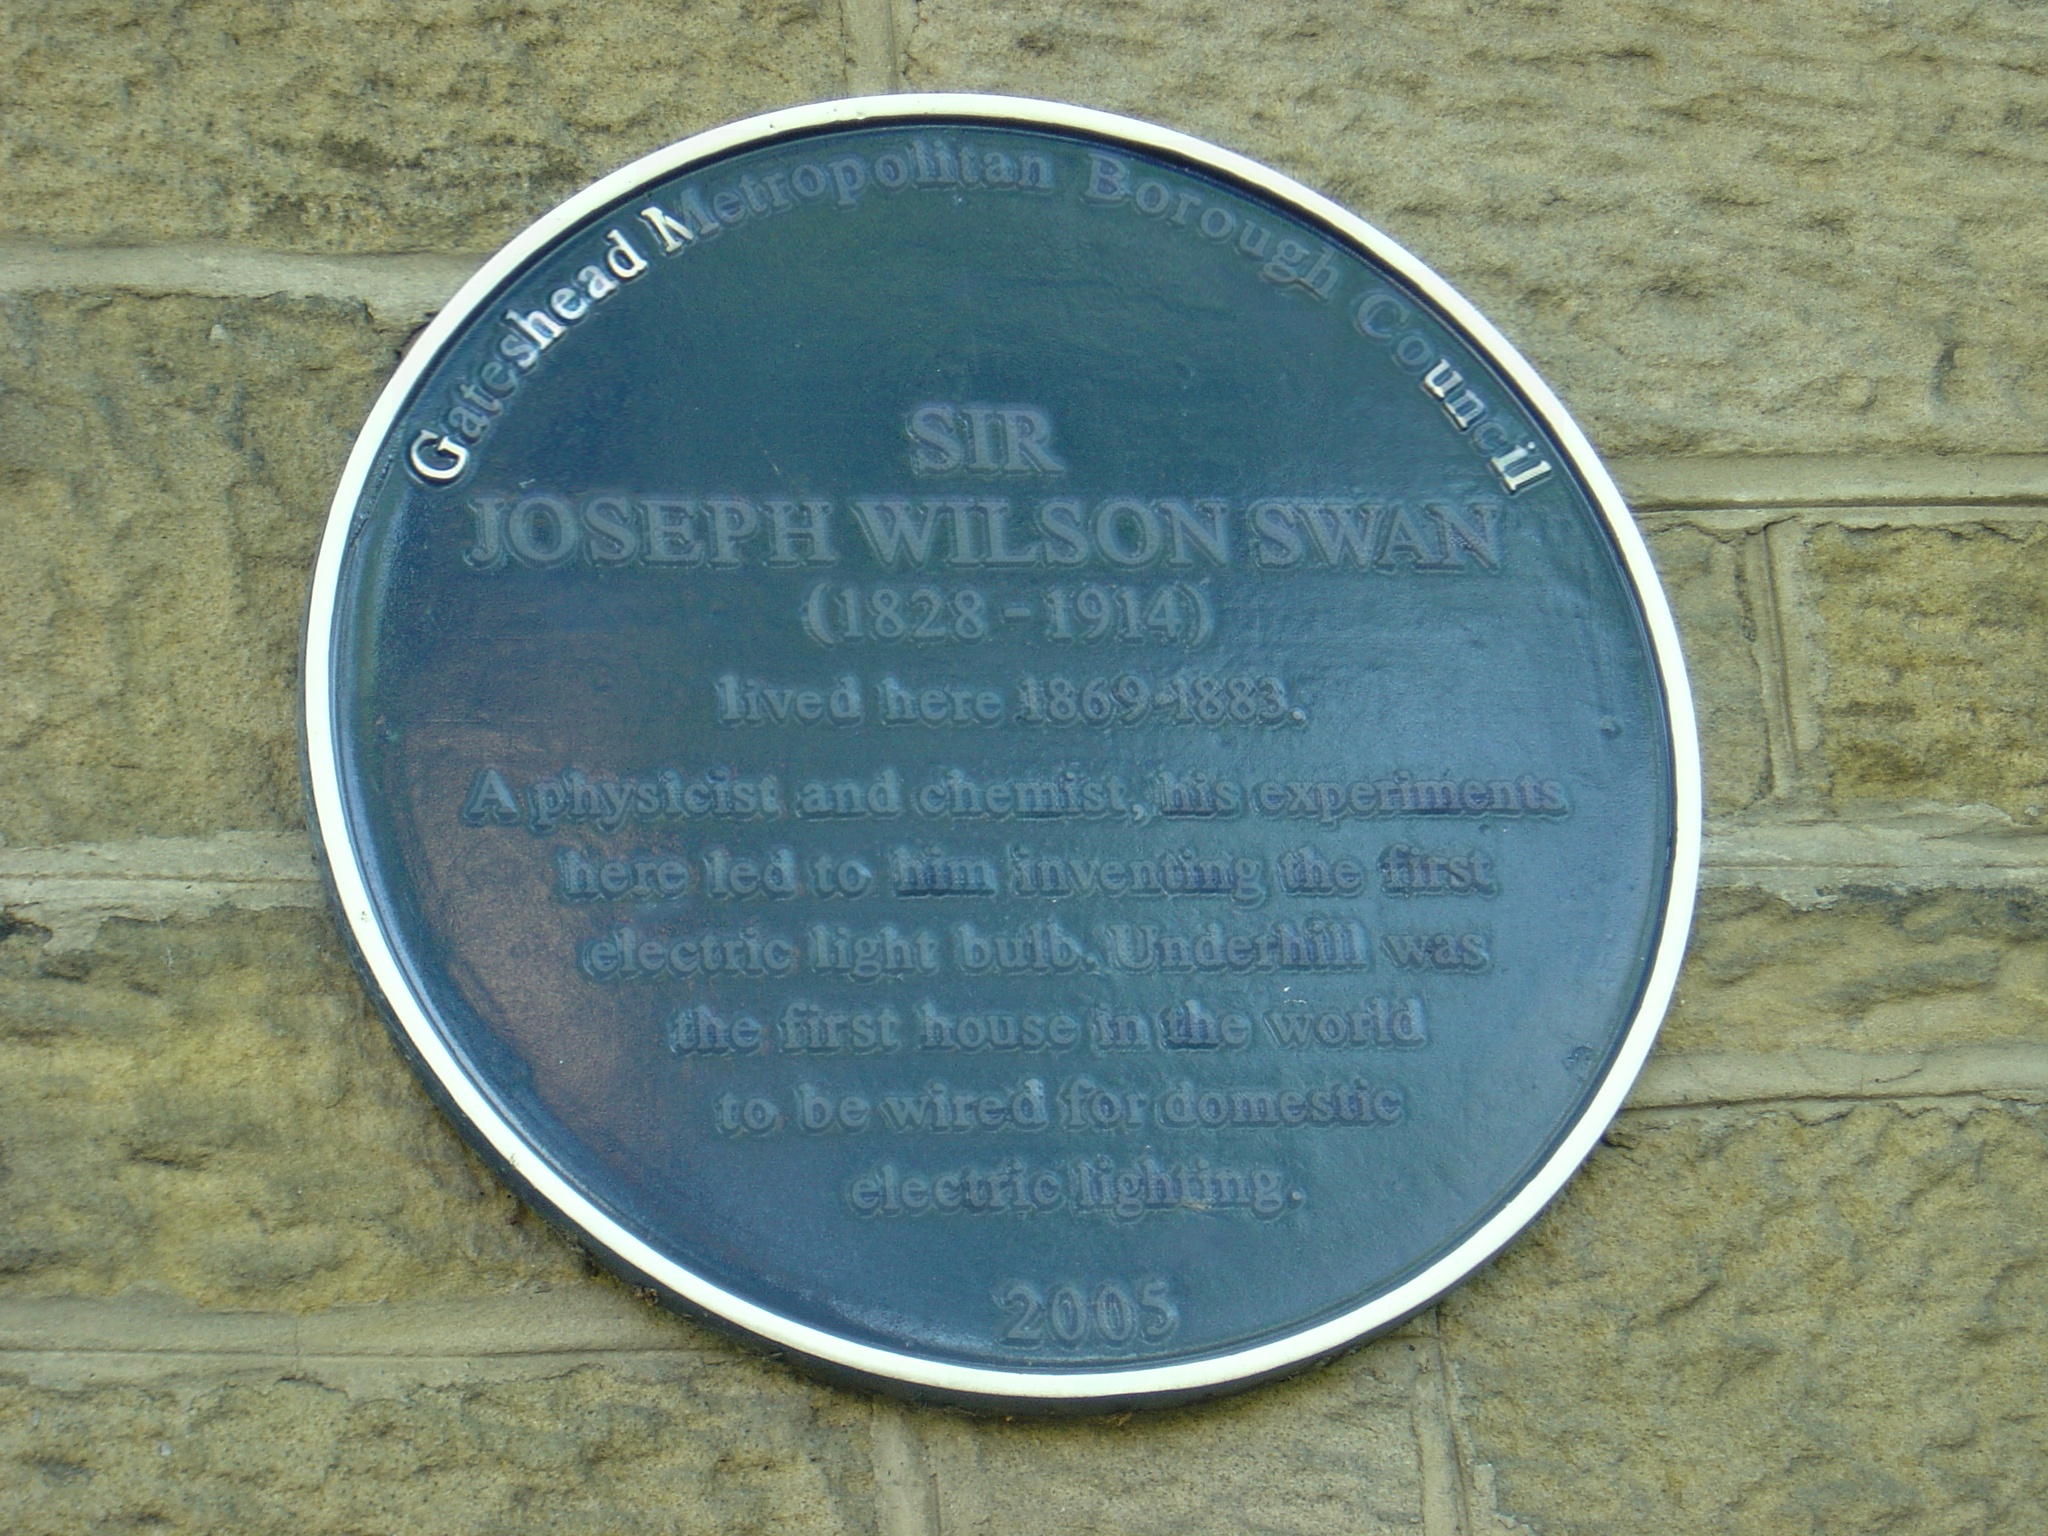 Gateshead Metropolitan Borough Council
SIR
JOSEPH WILSON SWAN
(1828 - 1914)
lived here 1869-1883.
A physicist and chemist, his experiments
here led to him inventing the first
electric light bulb. Underhill was
the first house in the world
to be wired for domestic
electric lighting.
2005